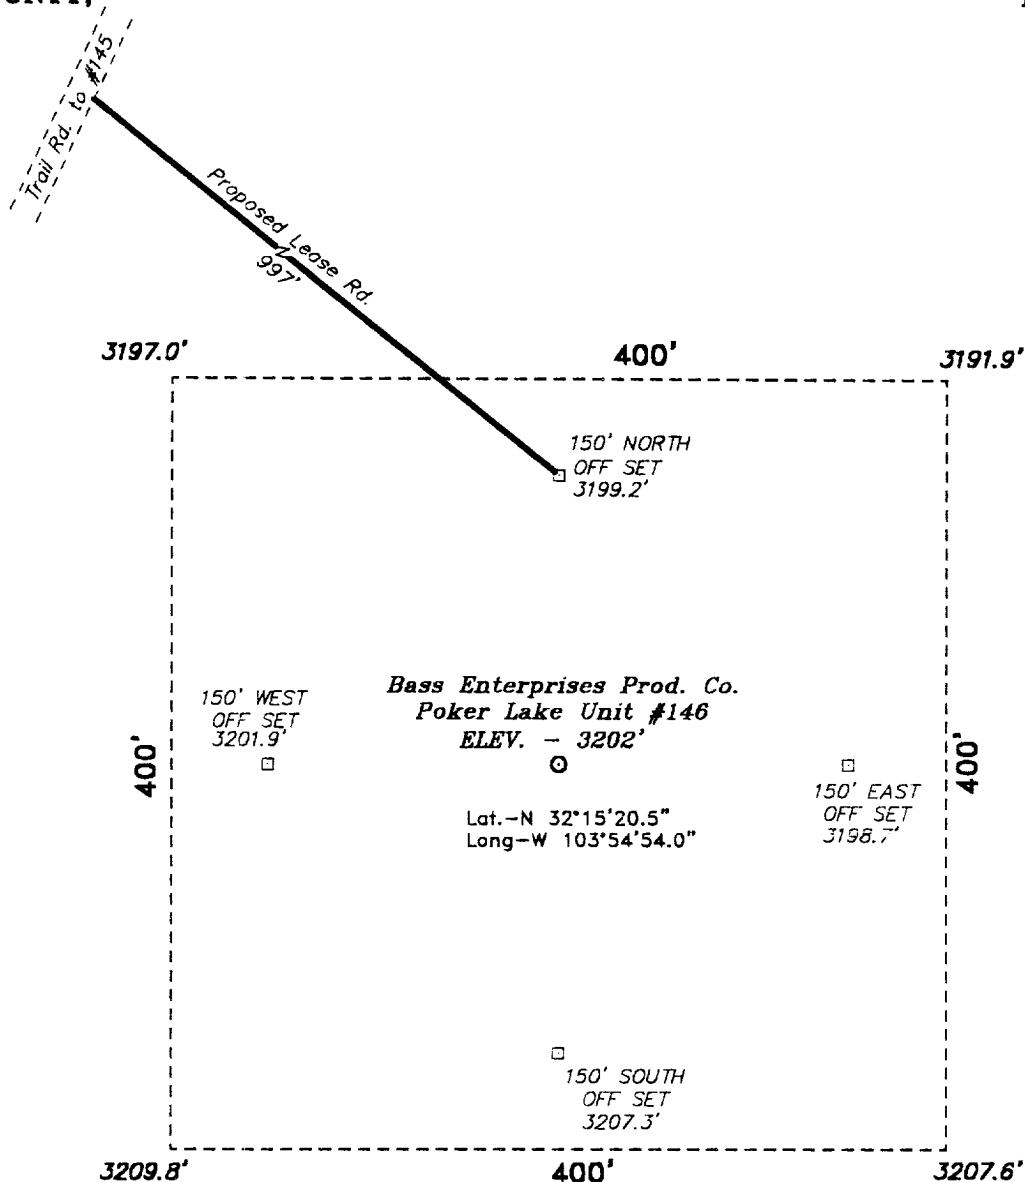 Trail Rd. to #145
Proposed Lease Rd.
997'
3197.0'
400'
3191.9'
150' NORTH
OFF SET
3199.2'
150' WEST
OFF SET
3201.9'
Bass Enterprises Prod. Co.
Poker Lake Unit #146
ELEV. - 3202'
400'
400'
150' EAST
OFF SET
3198.7'
Lat.-N 32°15'20.5"
Long-W 103°54'54.0"
150' SOUTH
OFF SET
3207.3'
3209.8'
400'
3207.6'